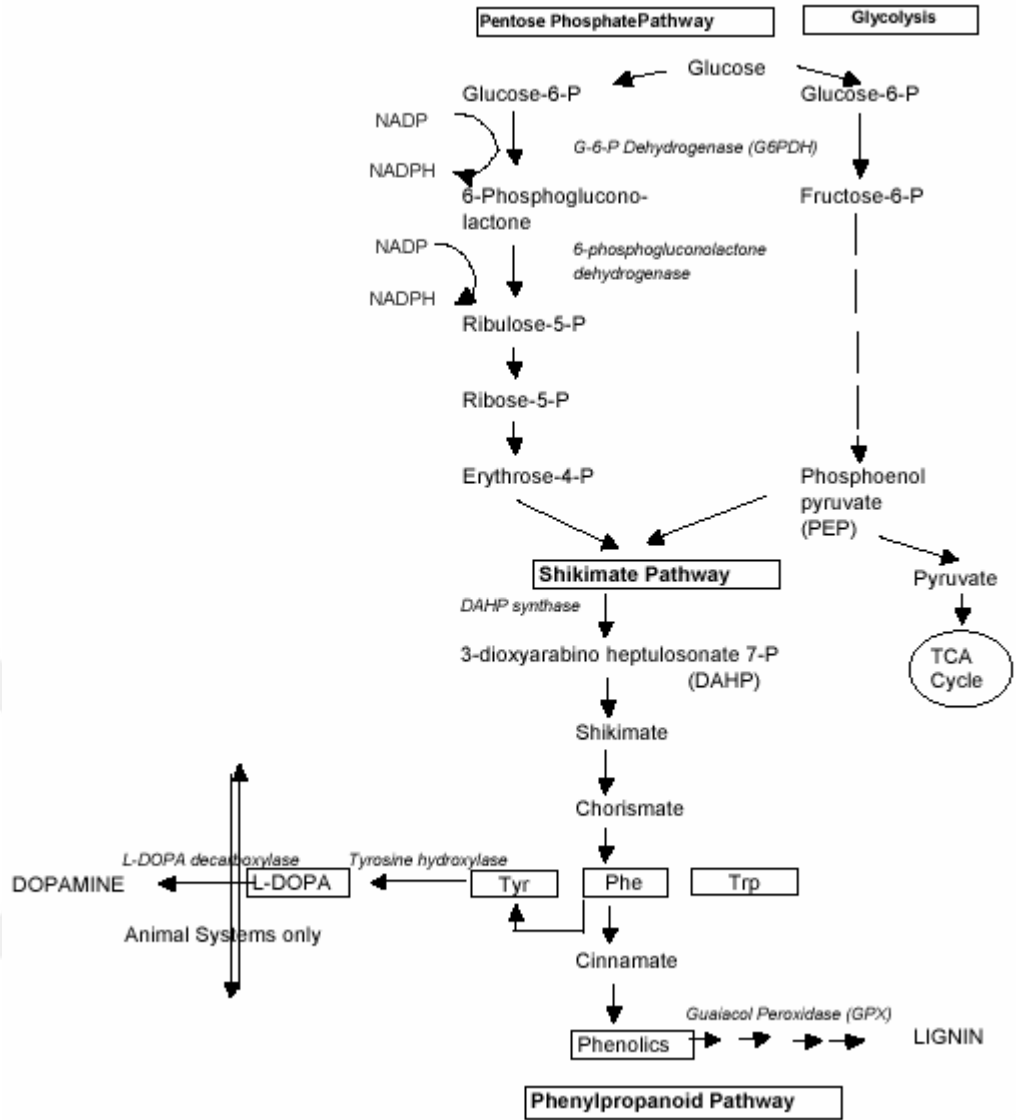 Pentose Phosphate Pathway
Glycolysis
Glucose
Glucose-6-P
Glucose-6-P
NADP
G-6-P Dehydrogenase (G6PDH)
NADPH
6-Phosphoglucono-
lactone
Fructose-6-P
NADP
6-phosphogluconolactone
dehydrogenase
NADPH
Ribulose-5-P
Ribose-5-P
Erythrose-4-P
Phosphoenol
pyruvate
(PEP)
Shikimate Pathway
Pyruvate
DAHP synthase
3-dioxyarabino heptulosonate 7-P
(DAHP)
TCA
Cycle
Shikimate
Chorismate
L-DOPA decarboxylase
Tyrosine hydroxylase
DOPAMINE
L-DOPA
Tyr
Phe
Trp
Animal Systems only
Cinnamate
Guaiacol Peroxidase (GPX)
Phenolics
LIGNIN
Phenylpropanoid Pathway